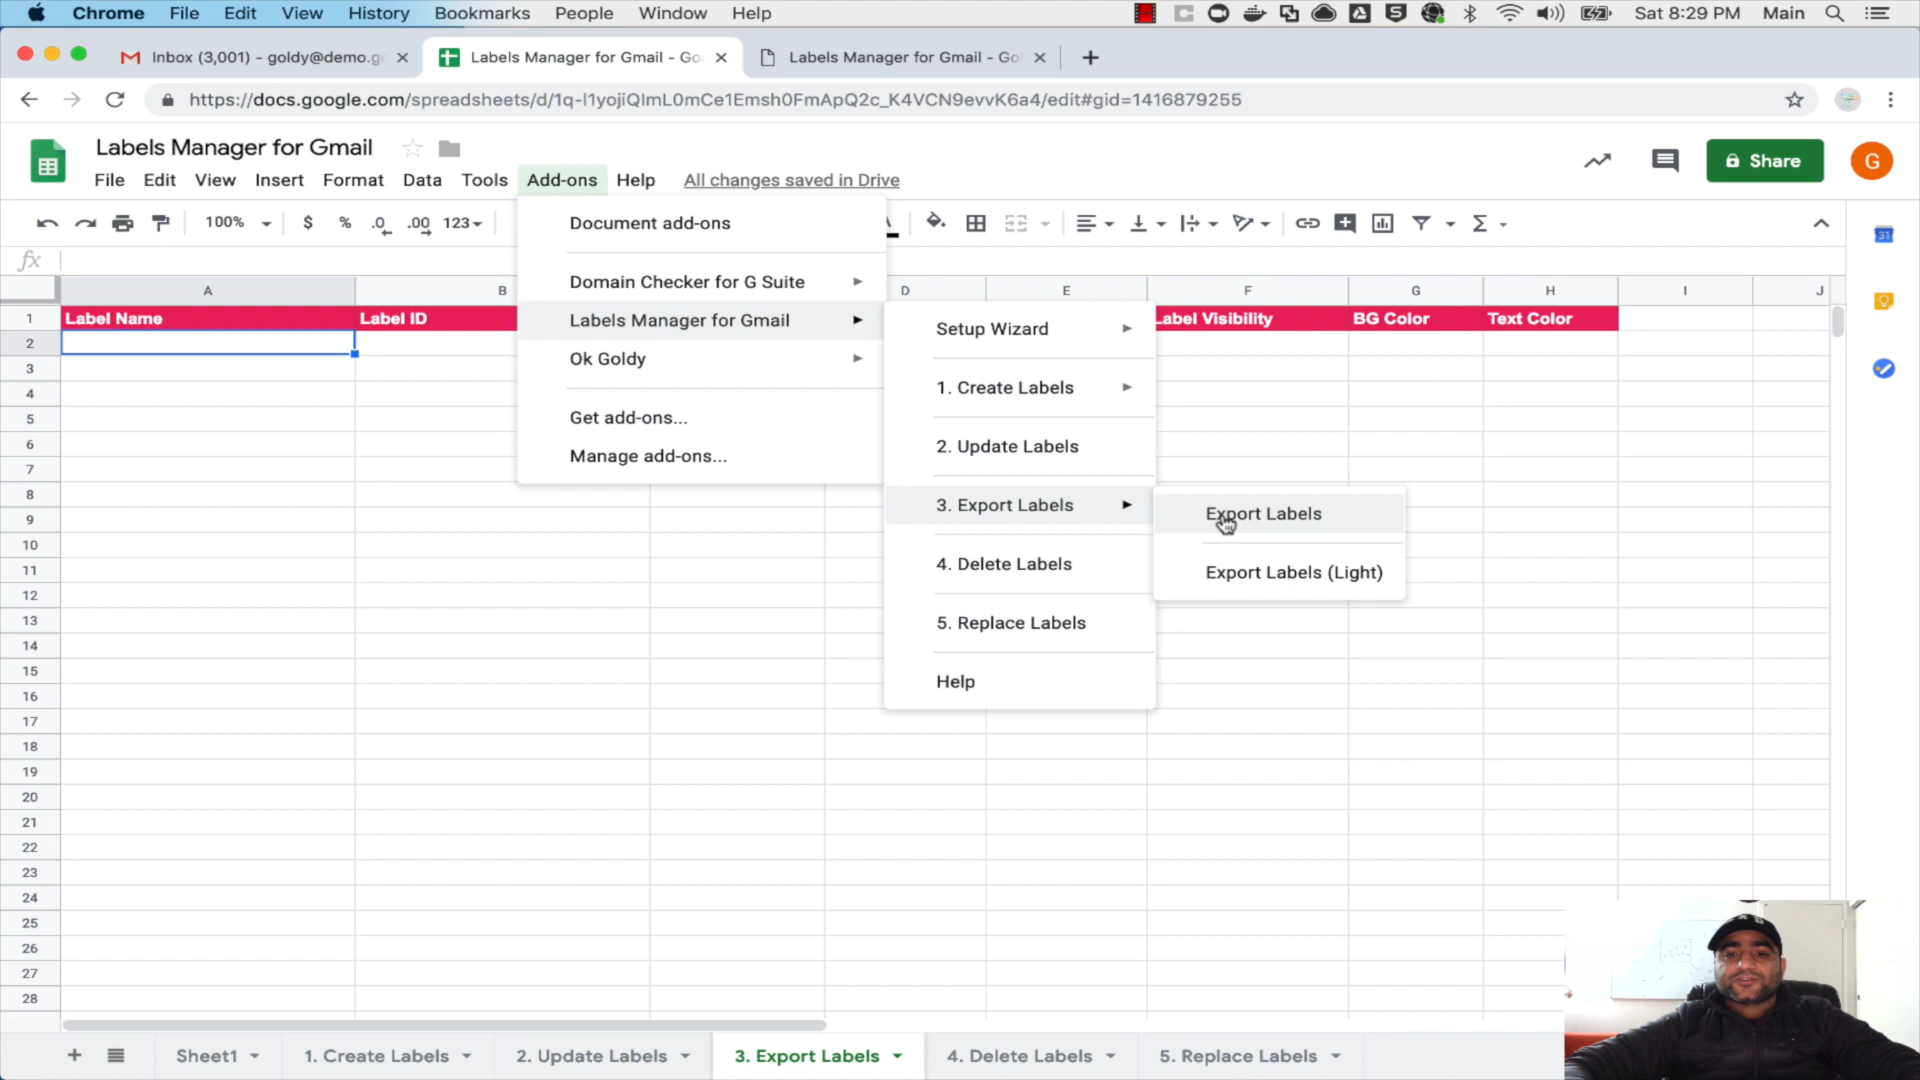 Chrome File Edit View History Bookmarks People Window Help Sat 8:29 PM Main
Inbox (3,001) - goldy@demo.g Labels Manager for Gmail - Go Labels Manager for Gmail - Go
https://docs.google.com/spreadsheets/d/1q-l1yojiQlmL0mCe1Emsh0FmApQ2c_K4VCN9evvK6a4/edit#gid=1416879255
Labels Manager for Gmail
Share
G
File Edit View Insert Format Data Tools Add-ons Help All changes saved in Drive
100% $ % .0 .00 123
31
fx
A B D E F G H I J
1 Label Name Label ID Label Visibility BG Color Text Color
2
3
4
5
6
7
8
9
10
11
12
13
14
15
16
17
18
19
20
21
22
23
24
25
26
27
28
Document add-ons
Domain Checker for G Suite
Labels Manager for Gmail
Ok Goldy
Get add-ons...
Manage add-ons...
Setup Wizard
1. Create Labels
2. Update Labels
3. Export Labels
4. Delete Labels
5. Replace Labels
Help
Export Labels
Export Labels (Light)
Sheet1 1. Create Labels 2. Update Labels 3. Export Labels 4. Delete Labels 5. Replace Labels